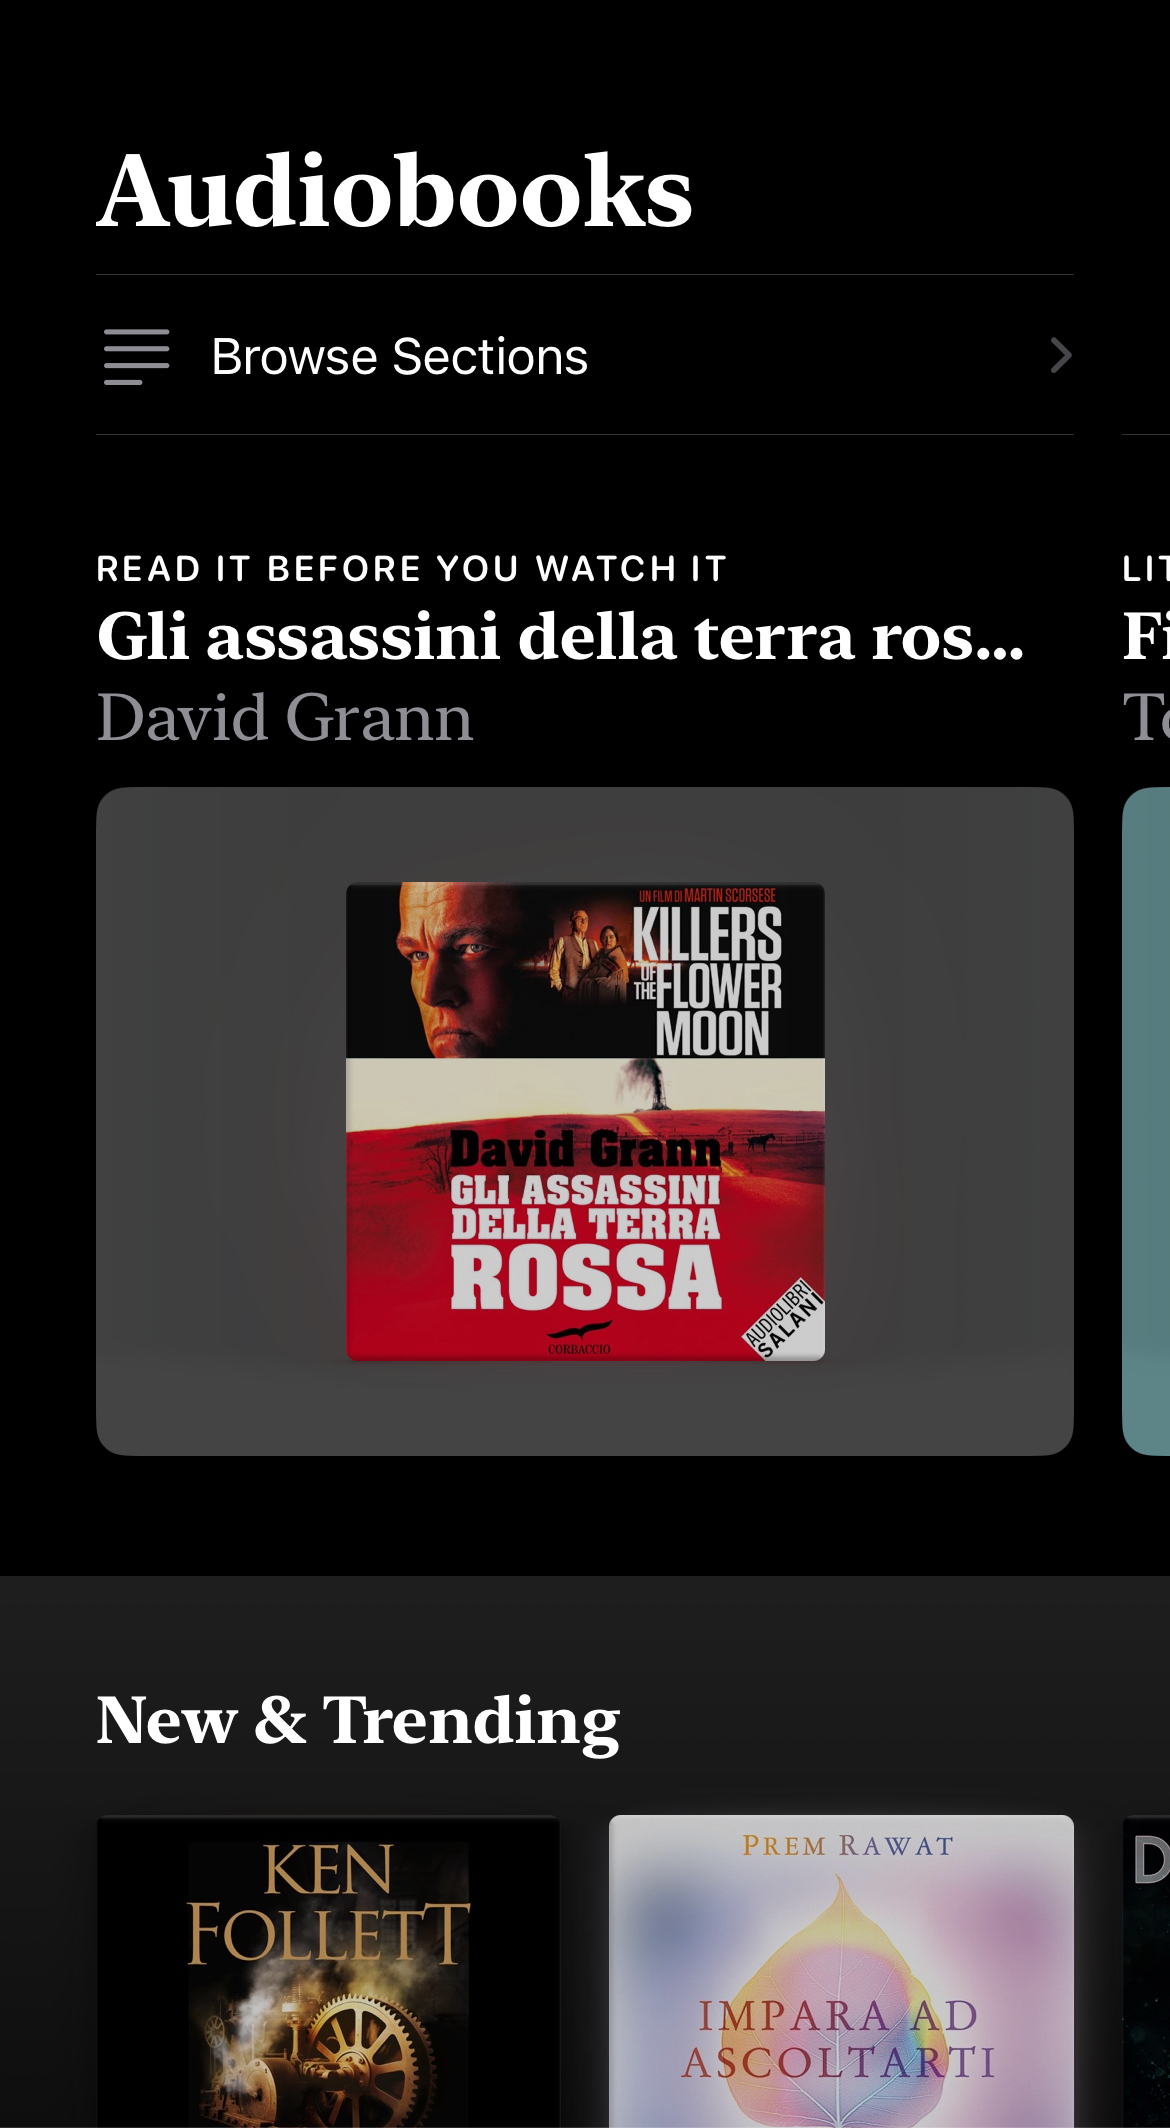 Audiobooks
Browse Sections
READ IT BEFORE YOU WATCH IT
Gli assassini della terra ros...
David Grann
UN FILM DI MARTIN SCORSESE
KILLERS
OF
THE FLOWER
MOON
David Grann
GLI ASSASSINI
DELLA TERRA
ROSSA
CORBACCIO
AUDIOLIBRI
SALANI
LIT
Fi
To
New & Trending
KEN
FOLLETT
PREM RAWAT
IMPARA AD
ASCOLTARTI
D